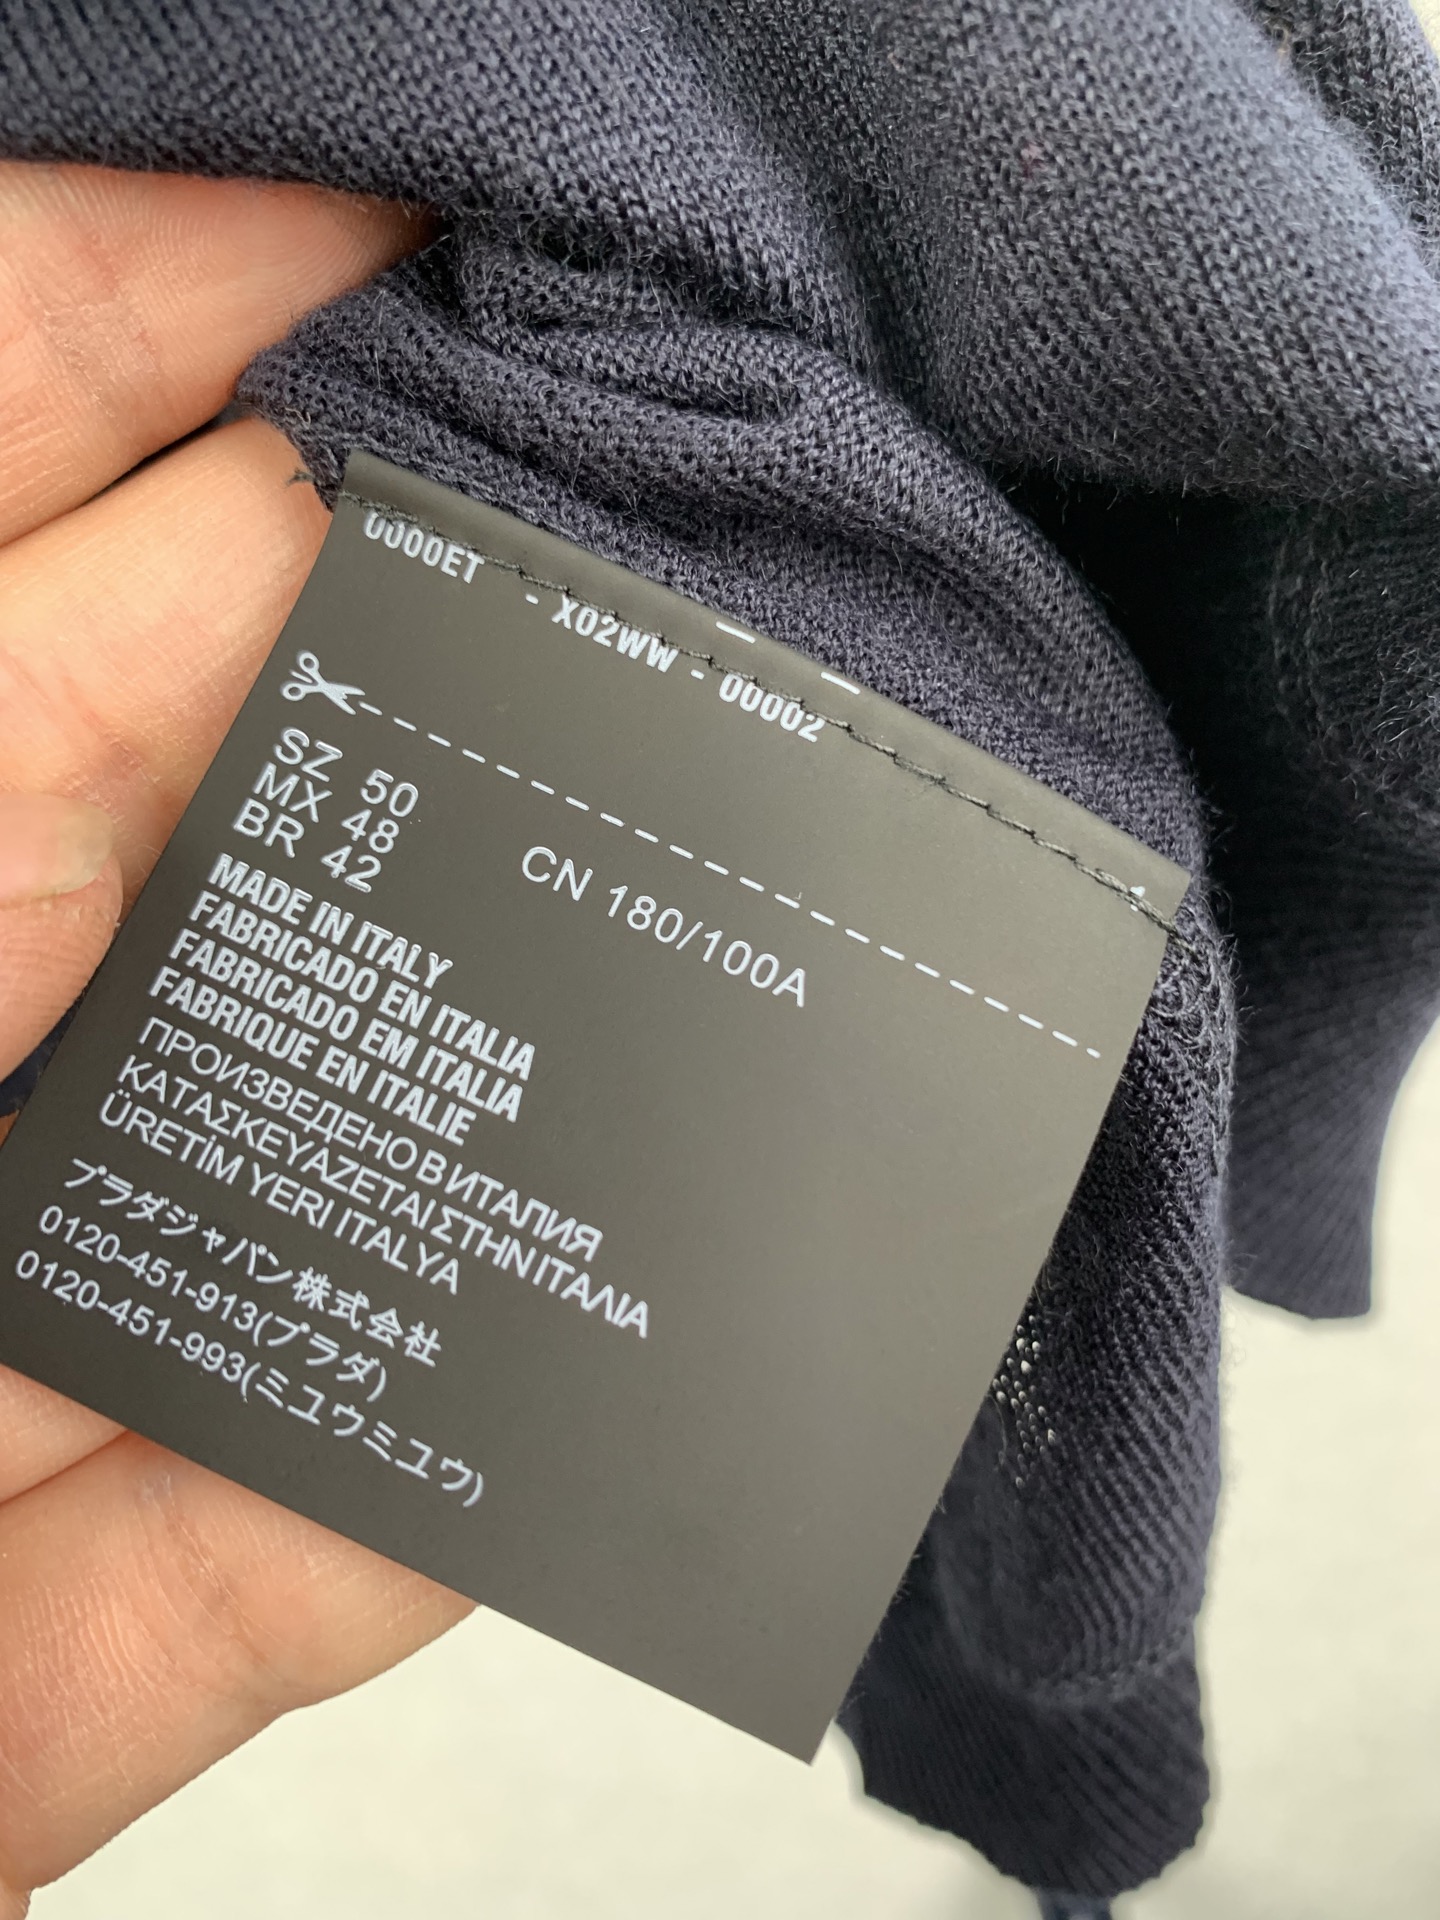 0000ET - X02WW - 00002
1
SZ 50
MX 48
BR 42
CN 180/100A
MADE IN ITALY
FABRICADO EN ITALIA
FABRICADO EM ITALIA
FABRIQUE EN ITALIE
ПРОИЗВЕДЕНО В ИТАЛИЯ
ΚΑΤΑΣΚΕΥΑΖΕΤΑΙ ΣΤΗΝ ΙΤΑΛΙΑ
ÜRETİM YERI ITALYA
プラダジャパン株式会社
0120-451-913(プラダ)
0120-451-993(ミュウミュウ)